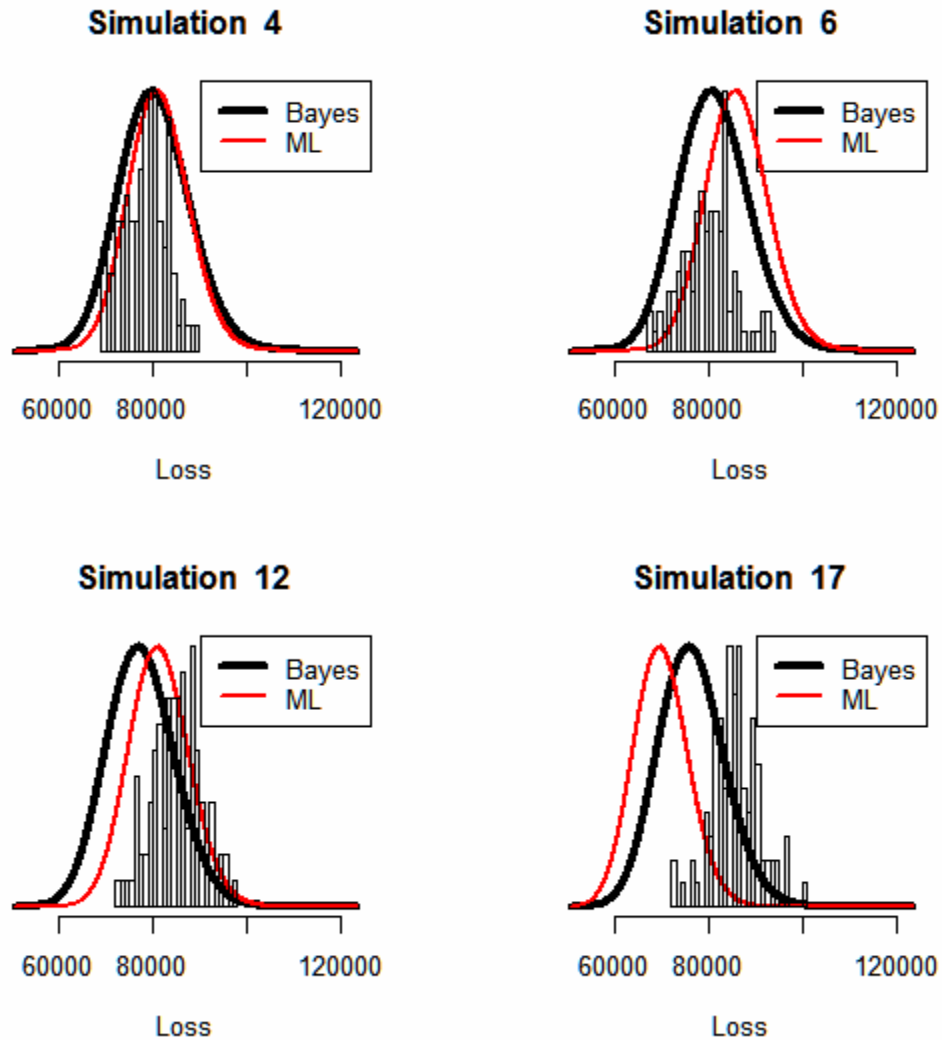 Simulation 4
Bayes
ML
60000 80000 120000
Loss
Simulation 6
Bayes
ML
60000 80000 120000
Loss
Simulation 12
Bayes
ML
60000 80000 120000
Loss
Simulation 17
Bayes
ML
60000 80000 120000
Loss